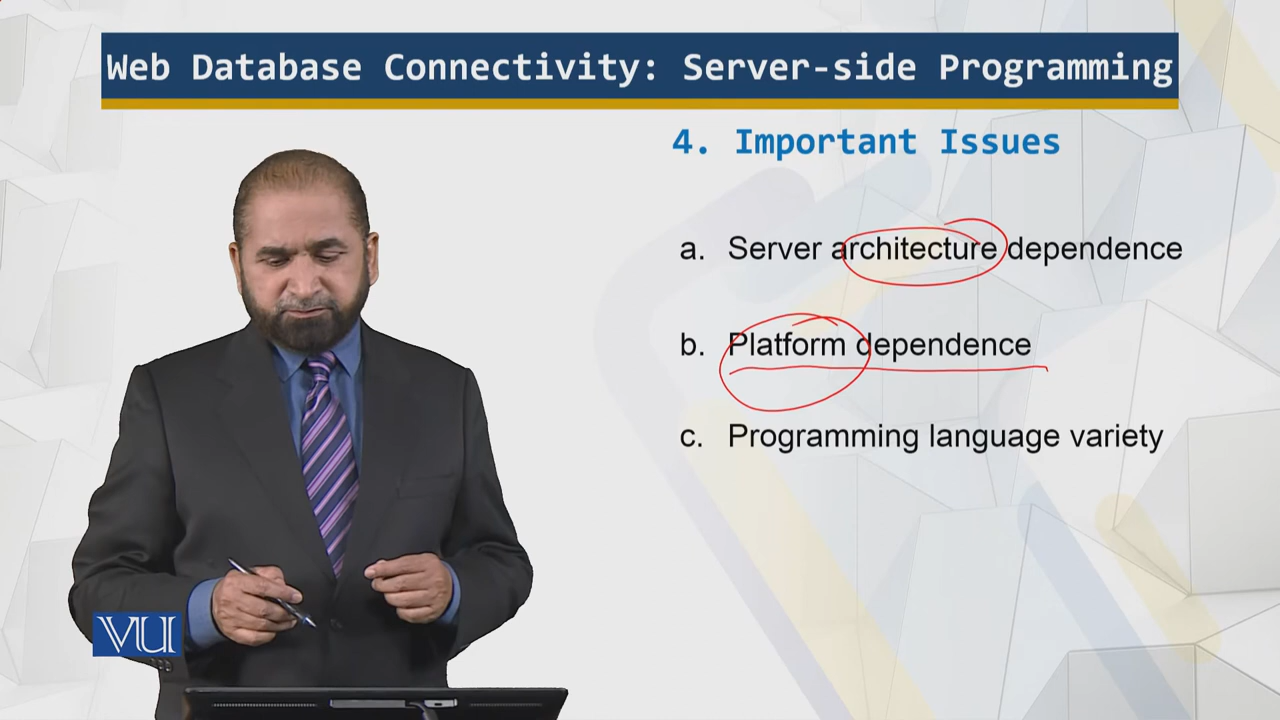 Web Database Connectivity: Server-side Programming
4. Important Issues
a. Server architecture dependence
b. Platform dependence
c. Programming language variety
VU